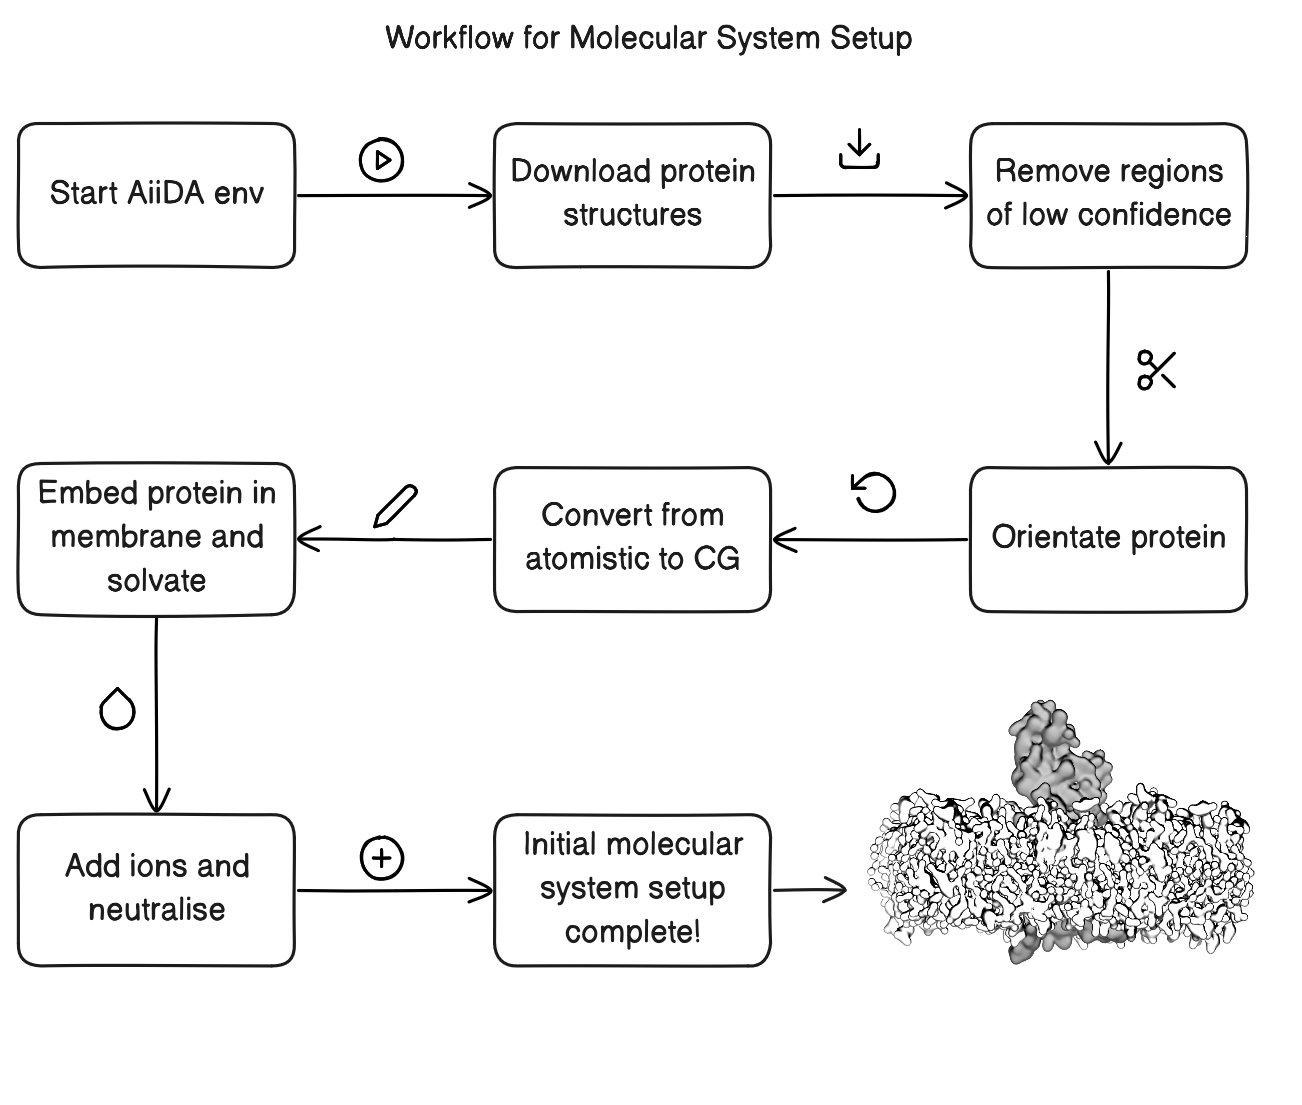 Workflow for Molecular System Setup
Start AiiDA env
Download protein
structures
Remove regions
of low confidence
Orientate protein
Convert from
atomistic to CG
Embed protein in
membrane and
solvate
Add ions and
neutralise
Initial molecular
system setup
complete!